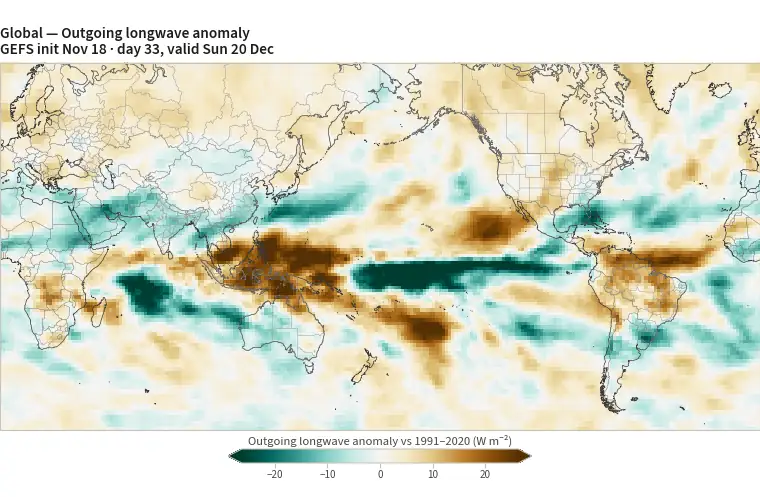 Global — Outgoing longwave anomaly
GEFS init Nov 18 · day 33, valid Sun 20 Dec
Outgoing longwave anomaly vs 1991–2020 (W m⁻²)
−20 −10 0 10 20